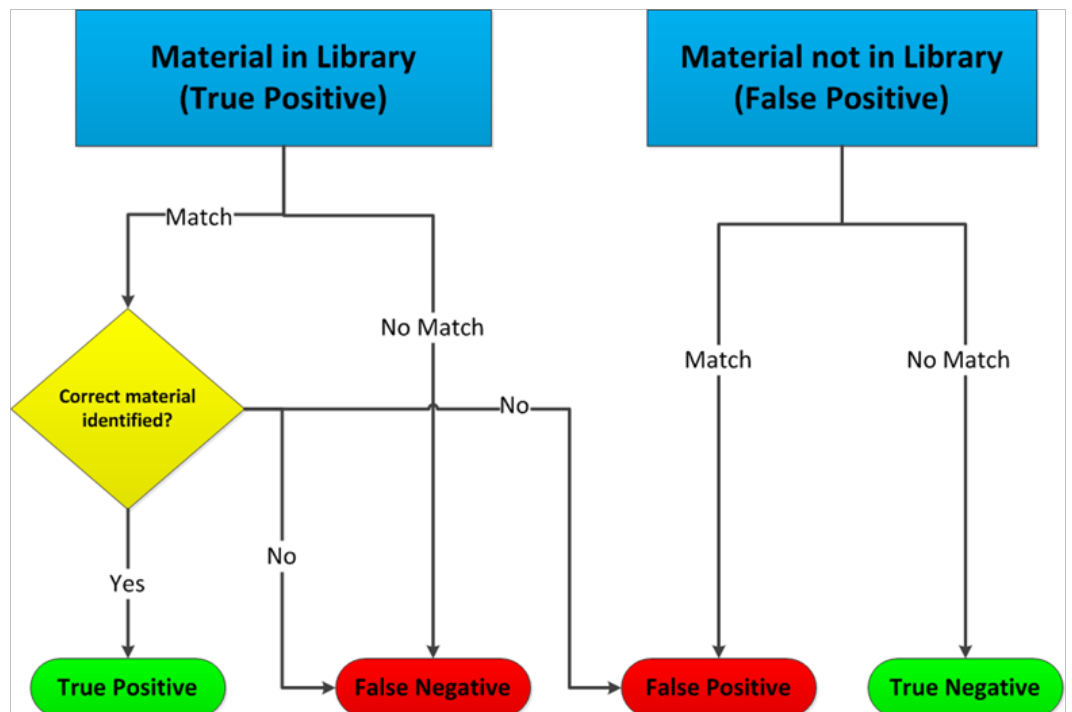 Material in Library
(True Positive)
Material not in Library
(False Positive)
Match
No Match
Match
No Match
Correct material
identified?
No
No
Yes
True Positive
False Negative
False Positive
True Negative